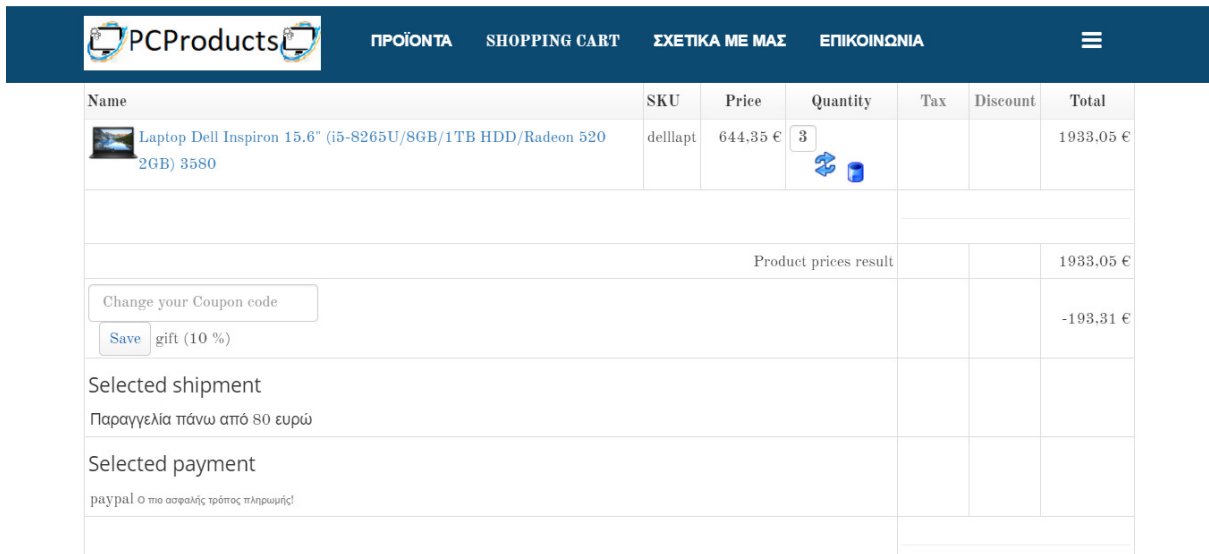 PCProducts ΠΡΟΪΟΝΤΑ SHOPPING CART ΣΧΕΤΙΚΑ ΜΕ ΜΑΣ ΕΠΙΚΟΙΝΩΝΙΑ
Name SKU Price Quantity Tax Discount Total
Laptop Dell Inspiron 15.6" (i5-8265U/8GB/1TB HDD/Radeon 520 delllapt 644,35 € 3 1933,05 €
2GB) 3580
Product prices result 1933,05 €
Change your Coupon code
-193,31 €
Save gift (10 %)
Selected shipment
Παραγγελία πάνω από 80 ευρώ
Selected payment
paypal Ο πιο ασφαλής τρόπος πληρωμής!